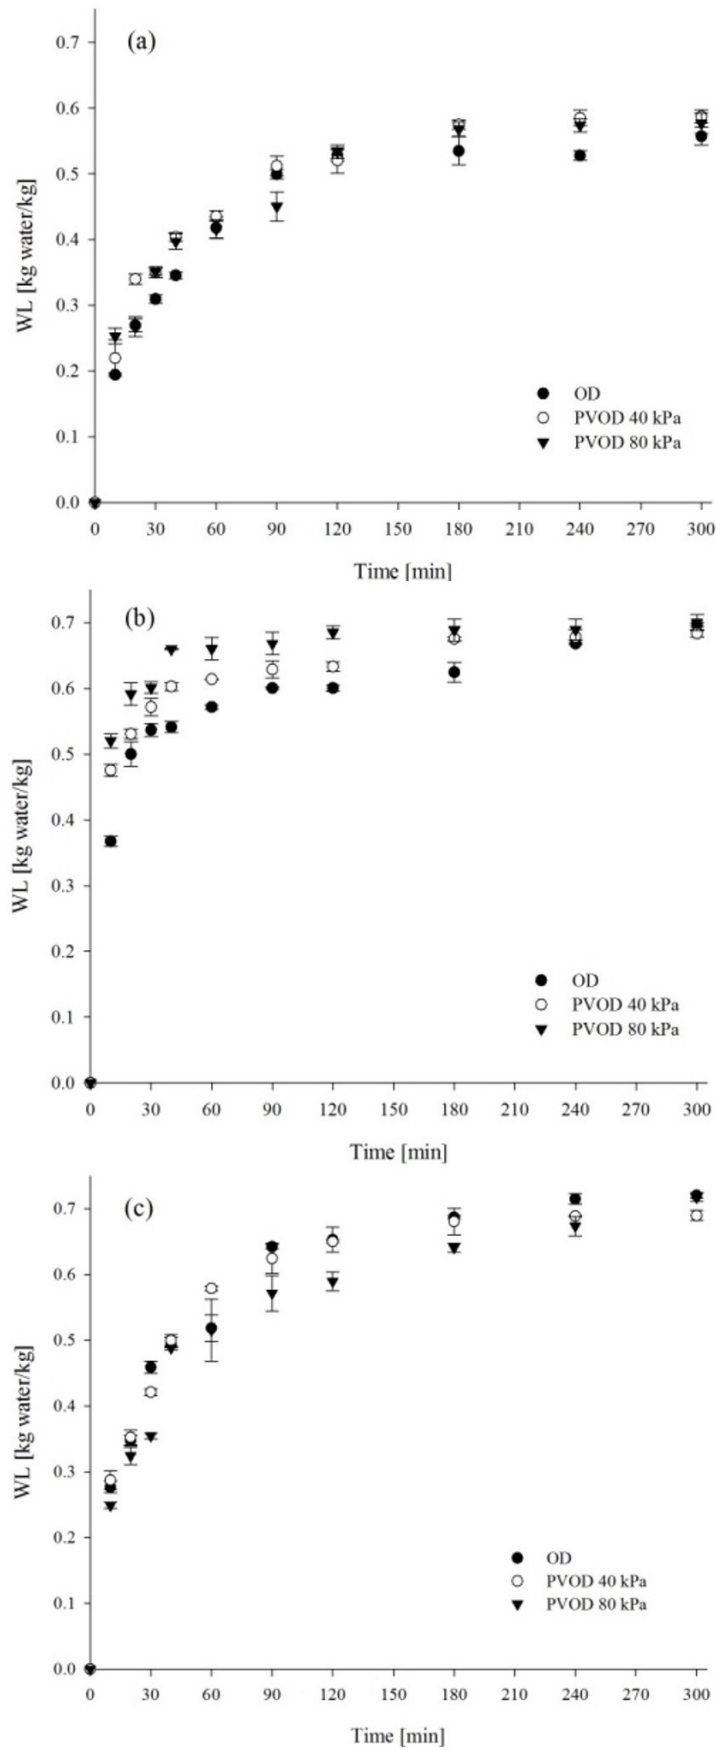 (a)
0.7
0.6
0.5
0.4
0.3
0.2
0.1
0.0
WL [kg water/kg]
OD
PVOD 40 kPa
PVOD 80 kPa
0 30 60 90 120 150 180 210 240 270 300
Time [min]
(b)
0.7
0.6
0.5
0.4
0.3
0.2
0.1
0.0
WL [kg water/kg]
OD
PVOD 40 kPa
PVOD 80 kPa
0 30 60 90 120 150 180 210 240 270 300
Time [min]
(c)
0.7
0.6
0.5
0.4
0.3
0.2
0.1
0.0
WL [kg water/kg]
OD
PVOD 40 kPa
PVOD 80 kPa
0 30 60 90 120 150 180 210 240 270 300
Time [min]